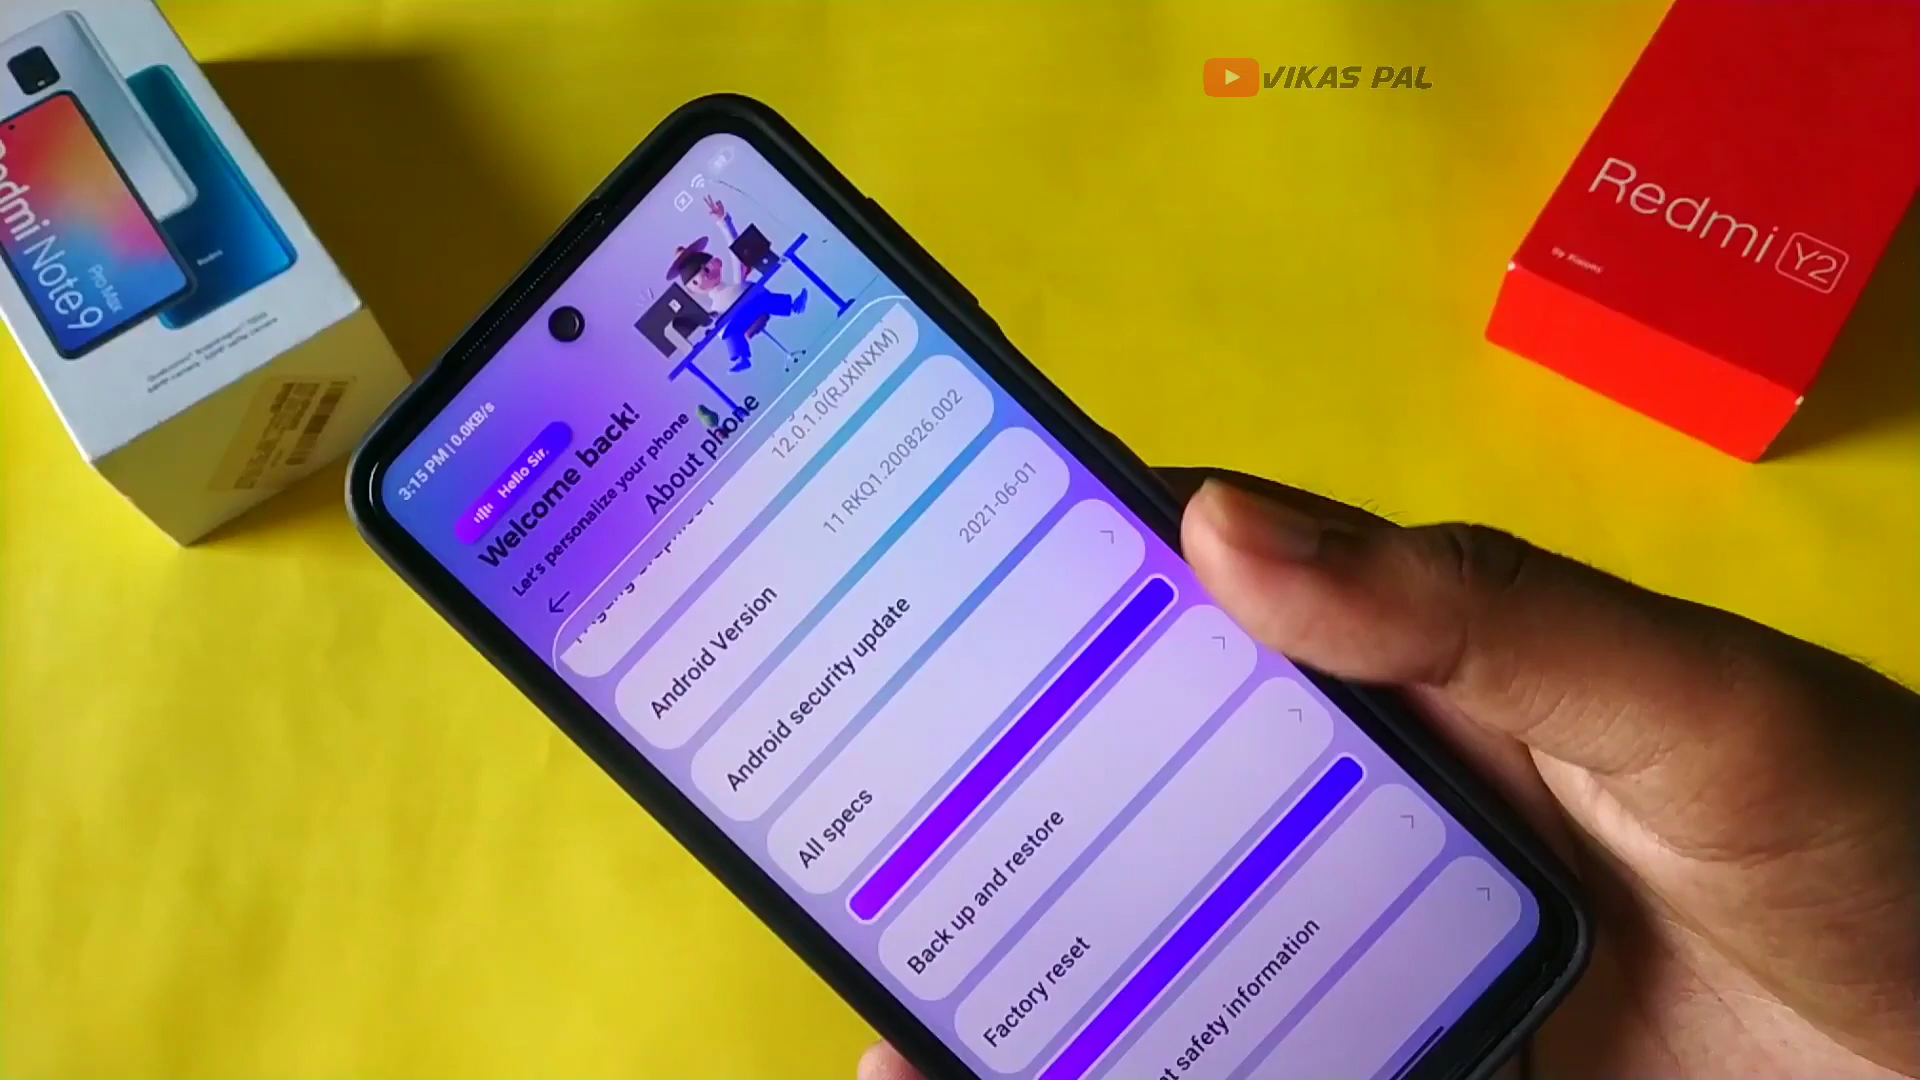 VIKAS PAL
Redmi Note 9
Pro Max
Redmi Y2
by Xiaomi
3:15 PM | 0.0KB/s
Hello Sir.
Welcome back!
Let's personalize your phone
About phone
12.0.1.0(RJXINXM)
Android Version
11 RKQ1.200826.002
Android security update
2021-06-01
All specs
Back up and restore
Factory reset
safety information